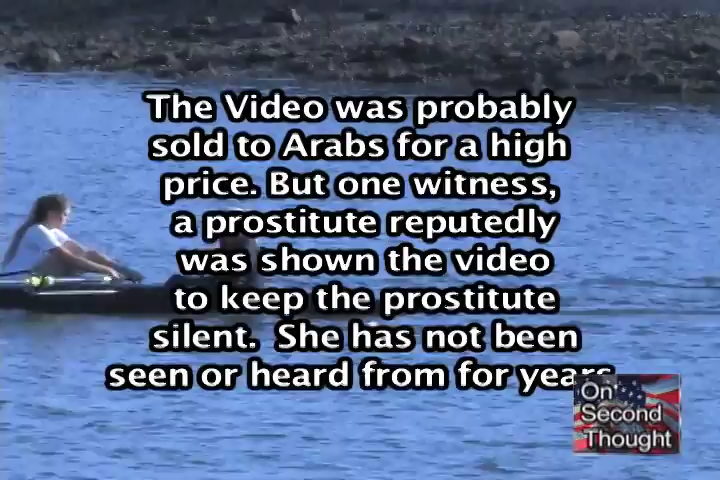 The Video was probably
sold to Arabs for a high
price. But one witness,
a prostitute reputedly
was shown the video
to keep the prostitute
silent. She has not been
seen or heard from for years
On
Second
Thought